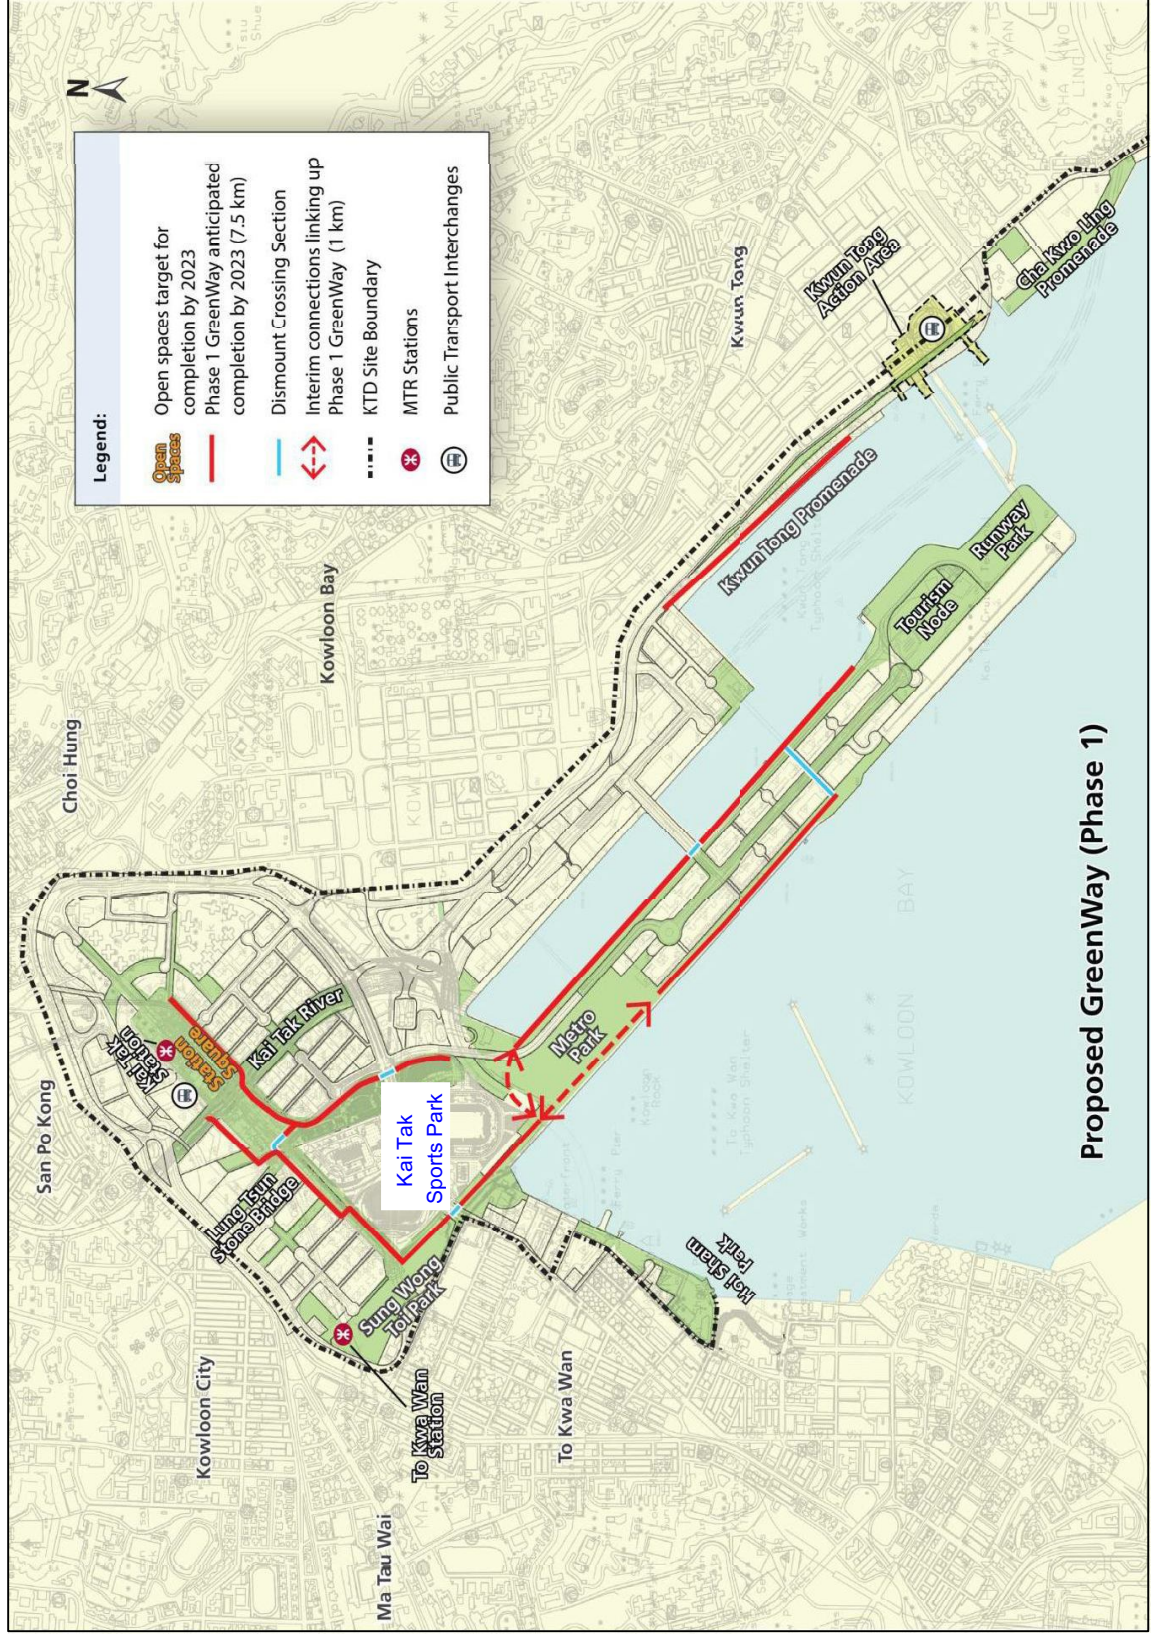 N
Legend:
Open
Spaces
Open spaces target for
completion by 2023
Phase 1 GreenWay anticipated
completion by 2023 (7.5 km)
Dismount Crossing Section
Interim connections linking up
Phase 1 GreenWay (1 km)
KTD Site Boundary
MTR Stations
Public Transport Interchanges
San Po Kong
Choi Hung
Kowloon Bay
Kwun Tong
Kowloon City
Ma Tau Wai
To Kwa Wan
To Kwa Wan
Station
Kai Tak
Station
Station
Square
Kai Tak River
Lung Tsun
Stone Bridge
Sung Wong
Toi Park
Kai Tak
Sports Park
Metro
Park
Hoi Sham
Park
Kwun Tong Promenade
Kwun Tong
Action Area
Cha Kwo Ling
Promenade
Tourism
Node
Runway
Park
KOWLOON BAY
Proposed GreenWay (Phase 1)